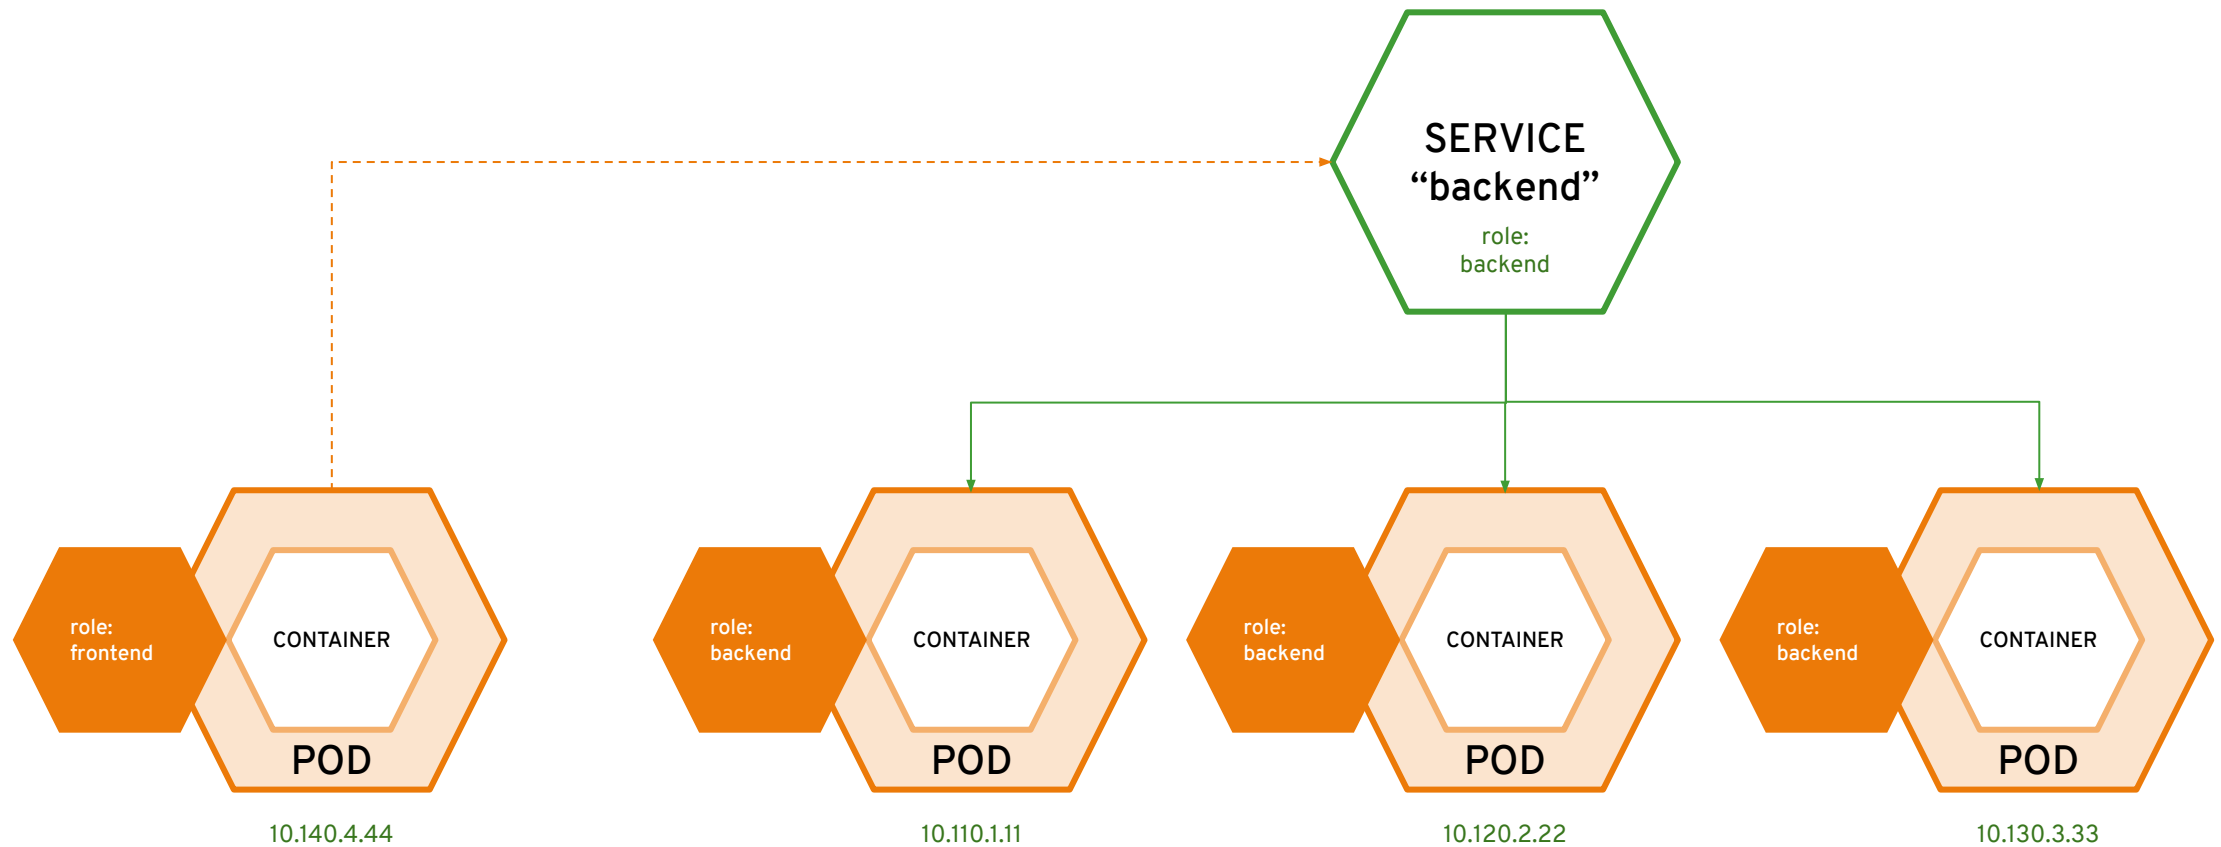 SERVICE
“backend”
role:
backend
role:
frontend
CONTAINER
POD
10.140.4.44
role:
backend
CONTAINER
POD
10.110.1.11
role:
backend
CONTAINER
POD
10.120.2.22
role:
backend
CONTAINER
POD
10.130.3.33